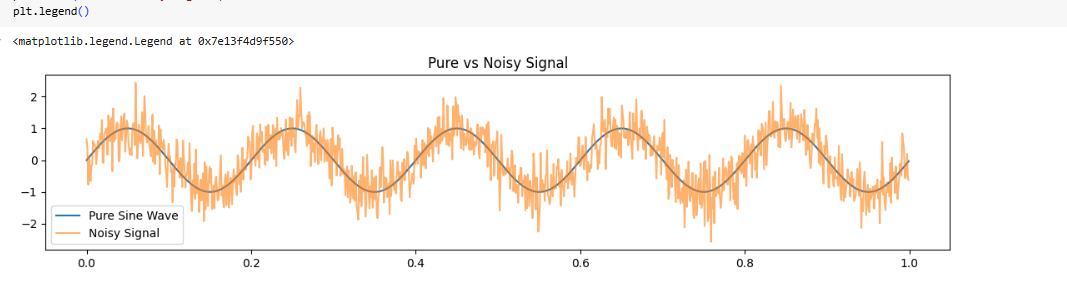 plt.legend()
<matplotlib.legend.Legend at 0x7e13f4d9f550>
Pure vs Noisy Signal
2
1
0
−1
−2
Pure Sine Wave
Noisy Signal
0.0 0.2 0.4 0.6 0.8 1.0